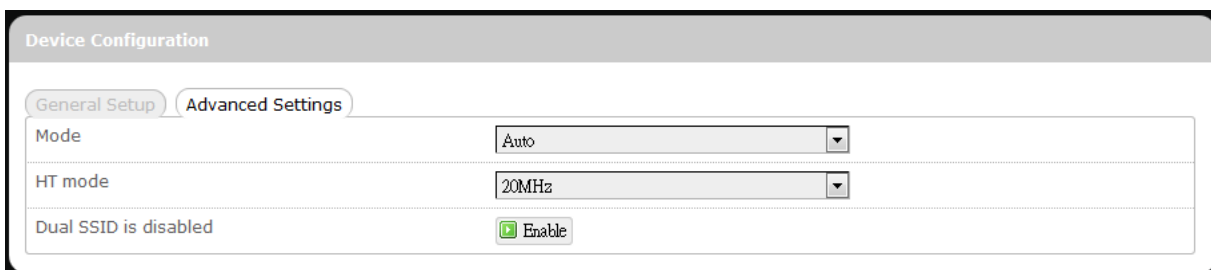 Device Configuration
General Setup Advanced Settings
Mode Auto
HT mode 20MHz
Dual SSID is disabled Enable